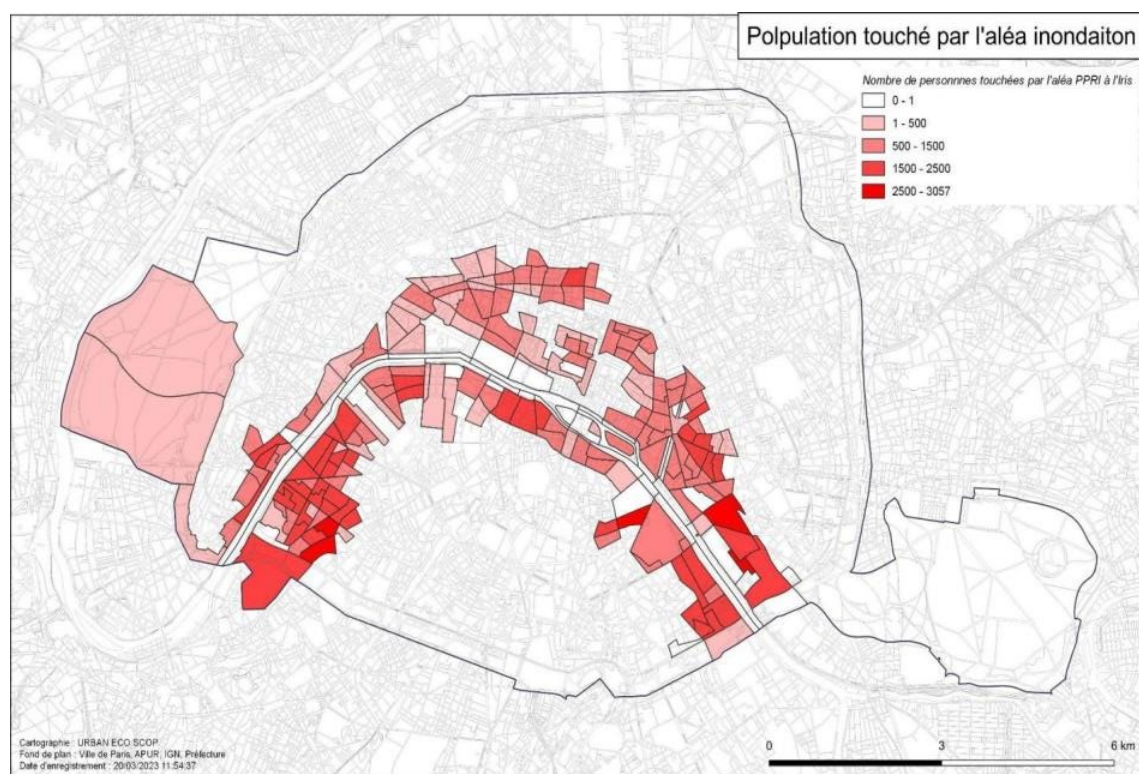 Polpulation touché par l'aléa inondaiton
Nombre de personnnes touchées par l'aléa PPRI à l'Iris
0 - 1
1 - 500
500 - 1500
1500 - 2500
2500 - 3057
Cartographie : URBAN ECO SCOP
Fond de plan : Ville de Paris, APUR, IGN, Préfecture
Date d'enregistrement : 20/03/2023 11:54:37
0 3 6 km